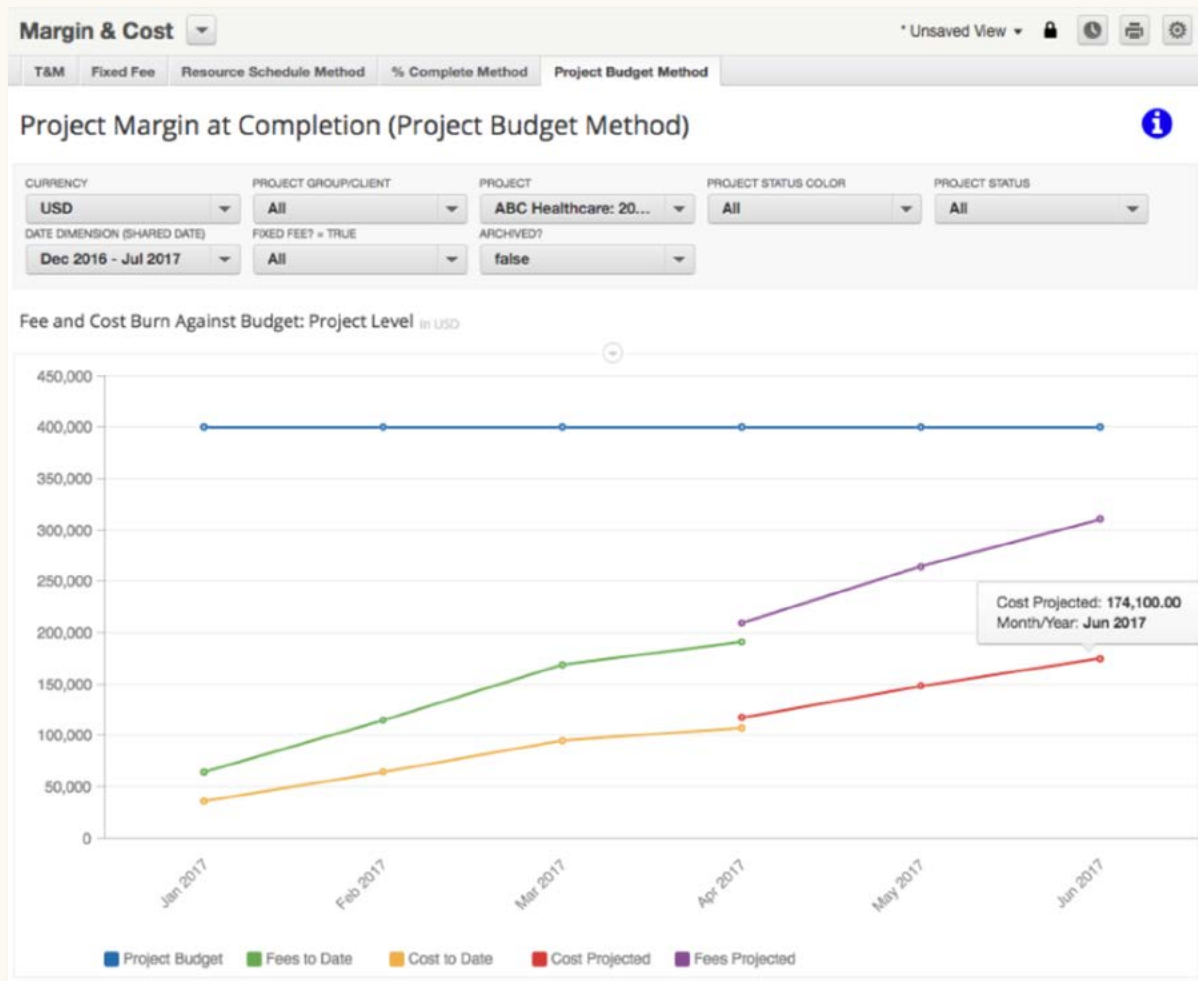 Margin & Cost
* Unsaved View
T&M Fixed Fee Resource Schedule Method % Complete Method Project Budget Method
Project Margin at Completion (Project Budget Method)
CURRENCY PROJECT GROUP/CLIENT PROJECT PROJECT STATUS COLOR PROJECT STATUS
USD All ABC Healthcare: 20... All All
DATE DIMENSION (SHARED DATE) FIXED FEE? = TRUE ARCHIVED?
Dec 2016 - Jul 2017 All false
Fee and Cost Burn Against Budget: Project Level in USD
450,000
400,000
350,000
300,000
250,000
200,000
150,000
100,000
50,000
0
Cost Projected: 174,100.00
Month/Year: Jun 2017
Jan 2017 Feb 2017 Mar 2017 Apr 2017 May 2017 Jun 2017
Project Budget Fees to Date Cost to Date Cost Projected Fees Projected